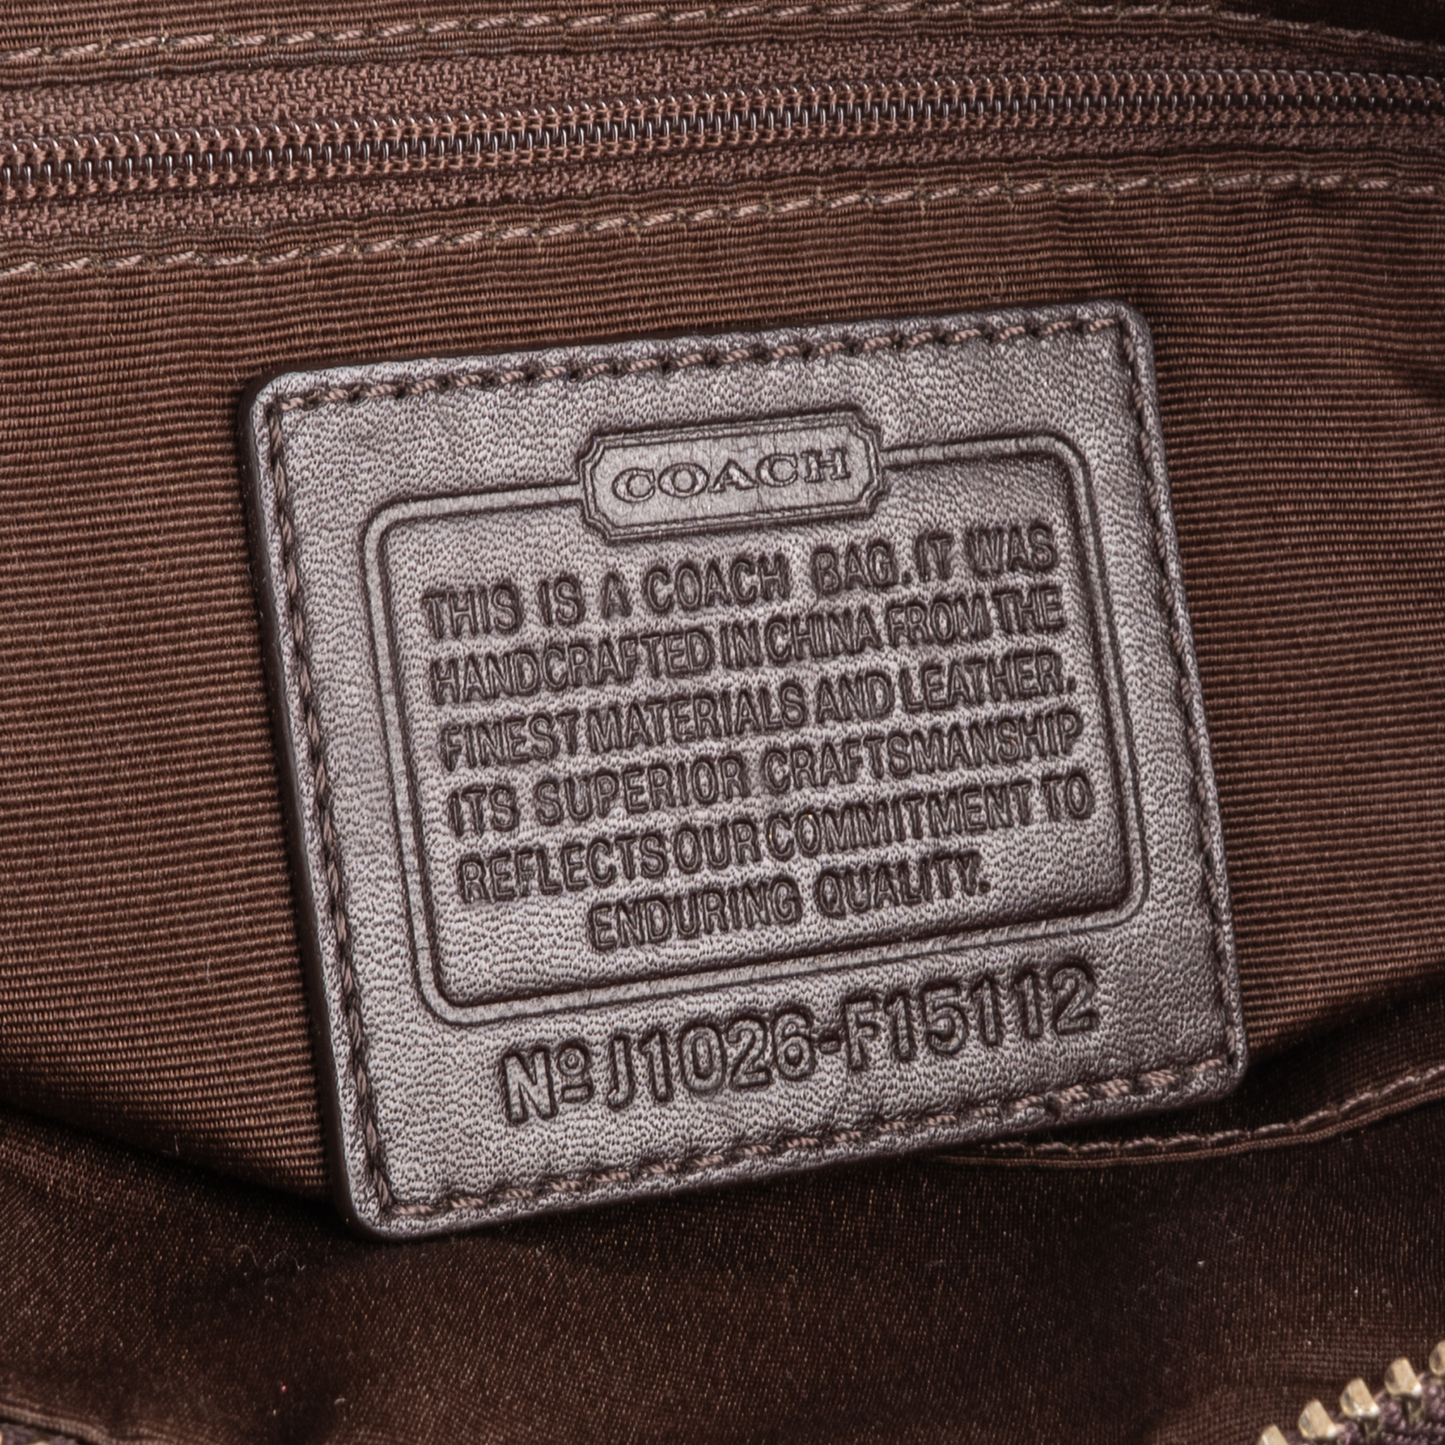 COACH
THIS IS A COACH BAG. IT WAS
HANDCRAFTED IN CHINA FROM THE
FINEST MATERIALS AND LEATHER.
ITS SUPERIOR CRAFTSMANSHIP
REFLECTS OUR COMMITMENT TO
ENDURING QUALITY.
Nº J1026-F15112